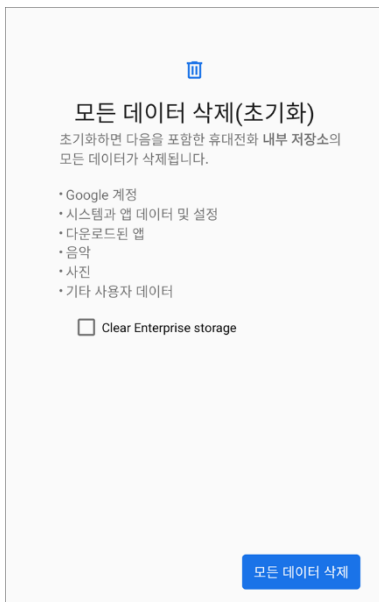 모든 데이터 삭제(초기화)
초기화하면 다음을 포함한 휴대전화 내부 저장소의
모든 데이터가 삭제됩니다.
• Google 계정
• 시스템과 앱 데이터 및 설정
• 다운로드된 앱
• 음악
• 사진
• 기타 사용자 데이터
Clear Enterprise storage
모든 데이터 삭제